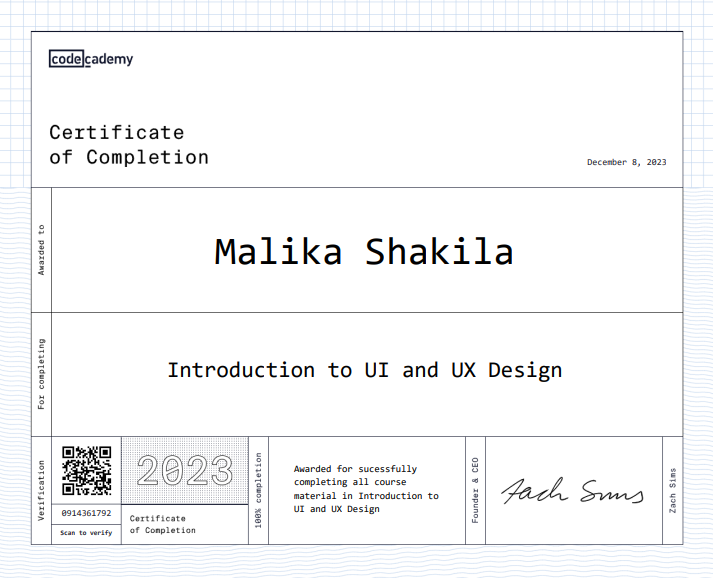 codecademy
Certificate
of Completion
December 8, 2023
Awarded to
Malika Shakila
For completing
Introduction to UI and UX Design
Verification
0914361792
Scan to verify
2023
Certificate
of Completion
100% completion
Awarded for sucessfully
completing all course
material in Introduction to
UI and UX Design
Founder & CEO
Zach Sims
Zach Sims